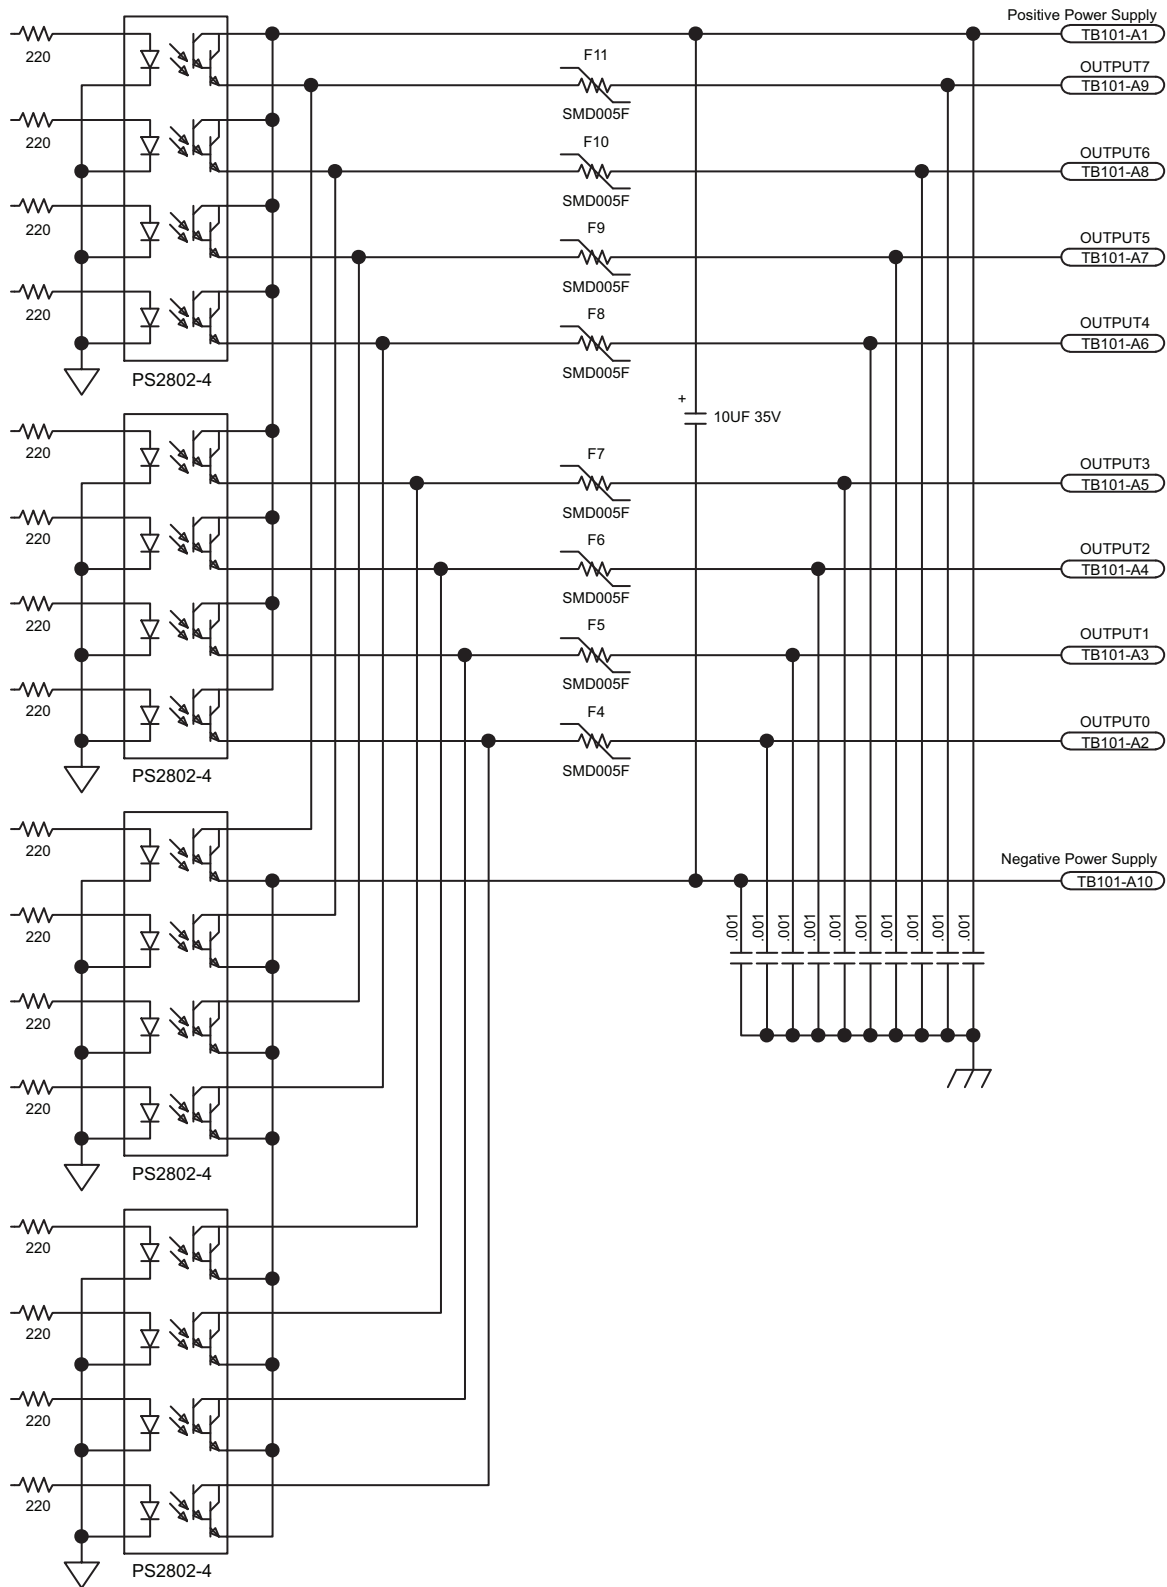 Positive Power Supply
TB101-A1
220
F11
OUTPUT7
TB101-A9
SMD005F
220
F10
OUTPUT6
TB101-A8
SMD005F
220
F9
OUTPUT5
TB101-A7
SMD005F
220
F8
OUTPUT4
TB101-A6
SMD005F
PS2802-4
+
10UF 35V
220
F7
OUTPUT3
TB101-A5
SMD005F
220
F6
OUTPUT2
TB101-A4
SMD005F
220
F5
OUTPUT1
TB101-A3
SMD005F
220
F4
OUTPUT0
TB101-A2
SMD005F
PS2802-4
220
Negative Power Supply
TB101-A10
220
.001
.001
.001
.001
.001
.001
.001
.001
.001
.001
220
220
PS2802-4
220
220
220
220
PS2802-4